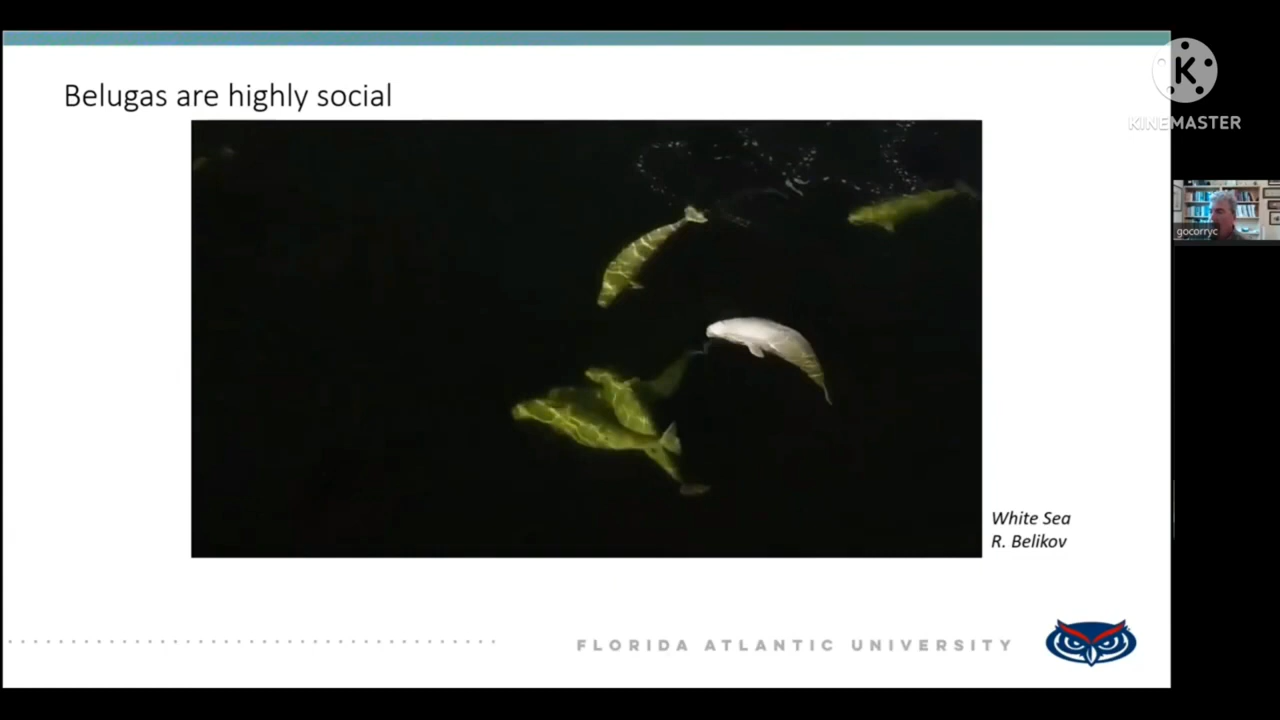 Belugas are highly social
KINEMASTER
gocorryc
White Sea
R. Belikov
FLORIDA ATLANTIC UNIVERSITY